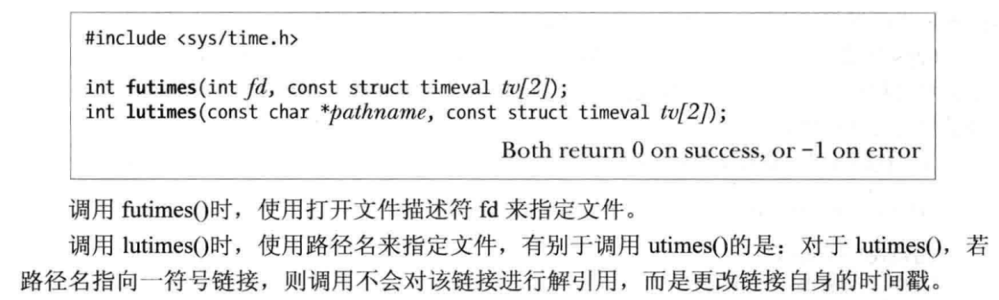 #include <sys/time.h>
int futimes(int fd, const struct timeval tv[2]);
int lutimes(const char *pathname, const struct timeval tv[2]);
Both return 0 on success, or −1 on error
调用 futimes()时，使用打开文件描述符 fd 来指定文件。
调用 lutimes()时，使用路径名来指定文件，有别于调用 utimes()的是：对于 lutimes()，若
路径名指向一符号链接，则调用不会对该链接进行解引用，而是更改链接自身的时间戳。